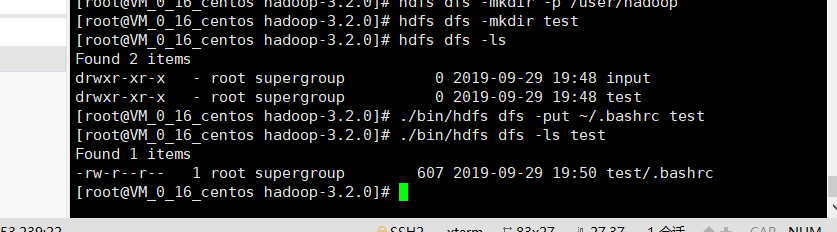 [root@VM_0_16_centos hadoop-3.2.0]# hdfs dfs -mkdir -p /user/hadoop
[root@VM_0_16_centos hadoop-3.2.0]# hdfs dfs -mkdir test
[root@VM_0_16_centos hadoop-3.2.0]# hdfs dfs -ls
Found 2 items
drwxr-xr-x   - root supergroup          0 2019-09-29 19:48 input
drwxr-xr-x   - root supergroup          0 2019-09-29 19:48 test
[root@VM_0_16_centos hadoop-3.2.0]# ./bin/hdfs dfs -put ~/.bashrc test
[root@VM_0_16_centos hadoop-3.2.0]# ./bin/hdfs dfs -ls test
Found 1 items
-rw-r--r--   1 root supergroup        607 2019-09-29 19:50 test/.bashrc
[root@VM_0_16_centos hadoop-3.2.0]#
53.239:22 SSH2 xterm 83x27 27,37 1 会话 CAP NUM